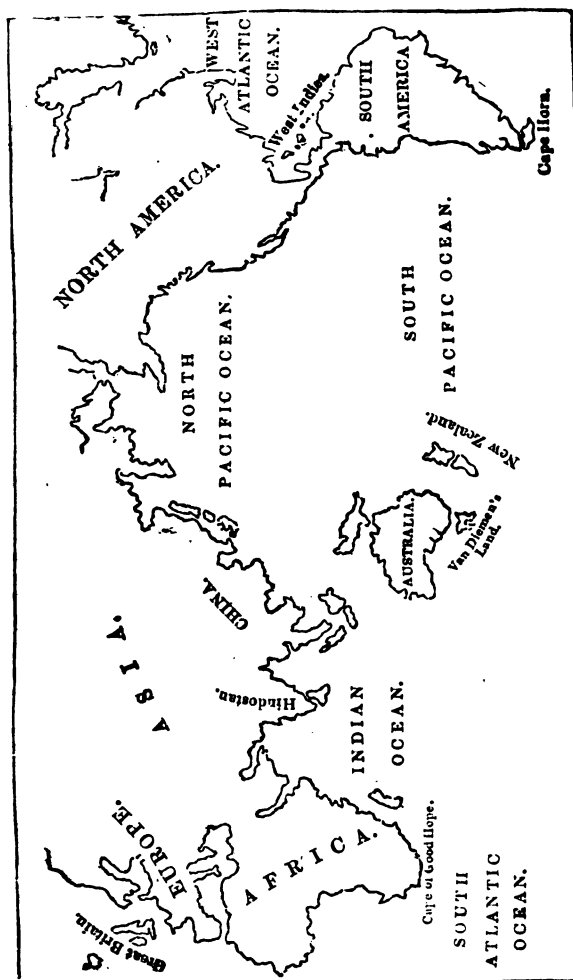 NORTH AMERICA.
WEST
ATLANTIC
OCEAN.
West Indies.
SOUTH
AMERICA
Cape Horn.
NORTH
PACIFIC OCEAN.
SOUTH
PACIFIC OCEAN.
New Zealand.
AUSTRALIA.
Van Diemen's
Land.
ASIA.
CHINA.
Hindostan.
INDIAN
OCEAN.
EUROPE.
Great Britain.
AFRICA.
Cape of Good Hope.
SOUTH
ATLANTIC
OCEAN.